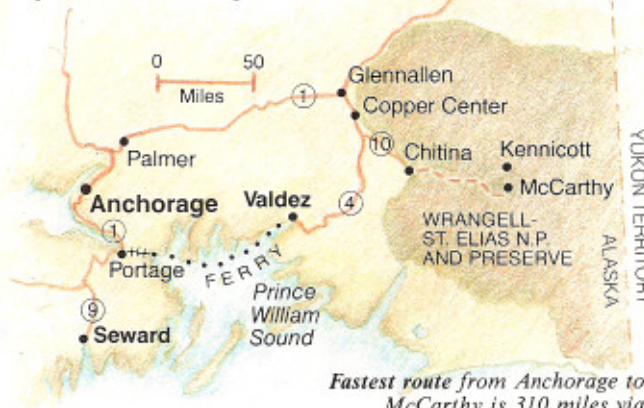 0 50
Miles
Glennallen
1
Copper Center
10
Palmer
Chitina
Kennicott
McCarthy
Anchorage
Valdez
4
1
WRANGELL-
ST. ELIAS N.P.
AND PRESERVE
YUKON TERRITORY
ALASKA
Portage
FERRY
Prince
William
Sound
9
Seward
Fastest route from Anchorage to
McCarthy is 310 miles via